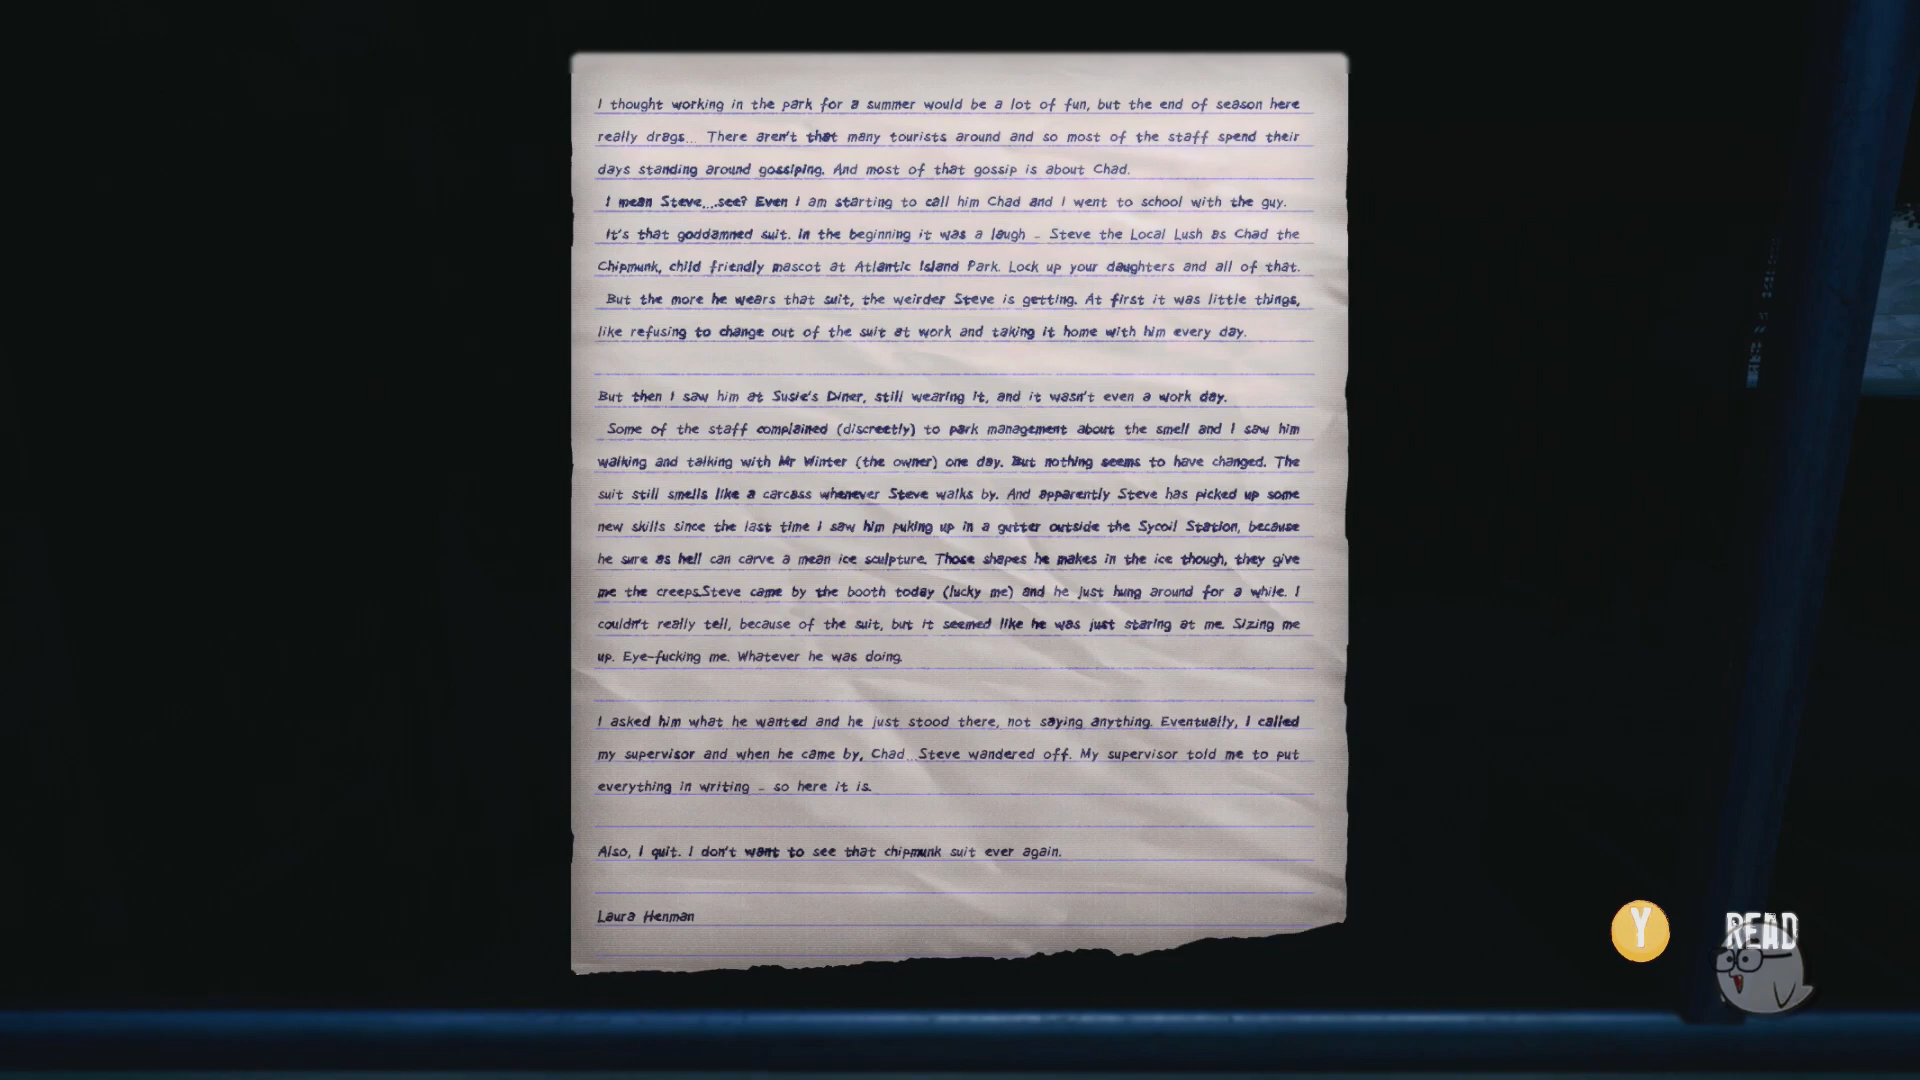 I thought working in the park for a summer would be a lot of fun, but the end of season here
really drags... There aren't that many tourists around and so most of the staff spend their
days standing around gossiping. And most of that gossip is about Chad.
I mean Steve...see? Even I am starting to call him Chad and I went to school with the guy.
It's that goddamned suit. In the beginning it was a laugh - Steve the Local Lush as Chad the
Chipmunk, child friendly mascot at Atlantic Island Park. Lock up your daughters and all of that.
But the more he wears that suit, the weirder Steve is getting. At first it was little things,
like refusing to change out of the suit at work and taking it home with him every day.
But then I saw him at Susie's Diner, still wearing it, and it wasn't even a work day.
Some of the staff complained (discreetly) to park management about the smell and I saw him
walking and talking with Mr Winter (the owner) one day. But nothing seems to have changed. The
suit still smells like a carcass whenever Steve walks by. And apparently Steve has picked up some
new skills since the last time I saw him puking up in a gutter outside the Sycoil Station, because
he sure as hell can carve a mean ice sculpture. Those shapes he makes in the ice though, they give
me the creeps.Steve came by the booth today (lucky me) and he just hung around for a while. I
couldn't really tell, because of the suit, but it seemed like he was just staring at me. Sizing me
up. Eye-fucking me. Whatever he was doing.
I asked him what he wanted and he just stood there, not saying anything. Eventually, I called
my supervisor and when he came by, Chad...Steve wandered off. My supervisor told me to put
everything in writing - so here it is.
Also, I quit. I don't want to see that chipmunk suit ever again.
Laura Henman
Y READ